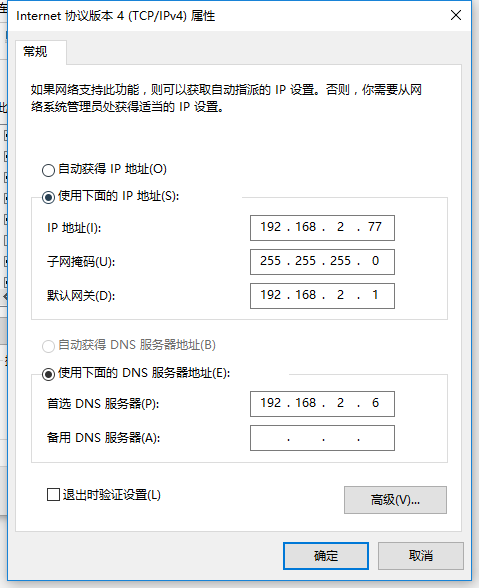 Internet 协议版本 4 (TCP/IPv4) 属性
常规
如果网络支持此功能，则可以获取自动指派的 IP 设置。否则，你需要从网
络系统管理员处获得适当的 IP 设置。
自动获得 IP 地址(O)
使用下面的 IP 地址(S):
IP 地址(I): 192 . 168 . 2 . 77
子网掩码(U): 255 . 255 . 255 . 0
默认网关(D): 192 . 168 . 2 . 1
自动获得 DNS 服务器地址(B)
使用下面的 DNS 服务器地址(E):
首选 DNS 服务器(P): 192 . 168 . 2 . 6
备用 DNS 服务器(A): . . .
退出时验证设置(L)
高级(V)...
确定 取消